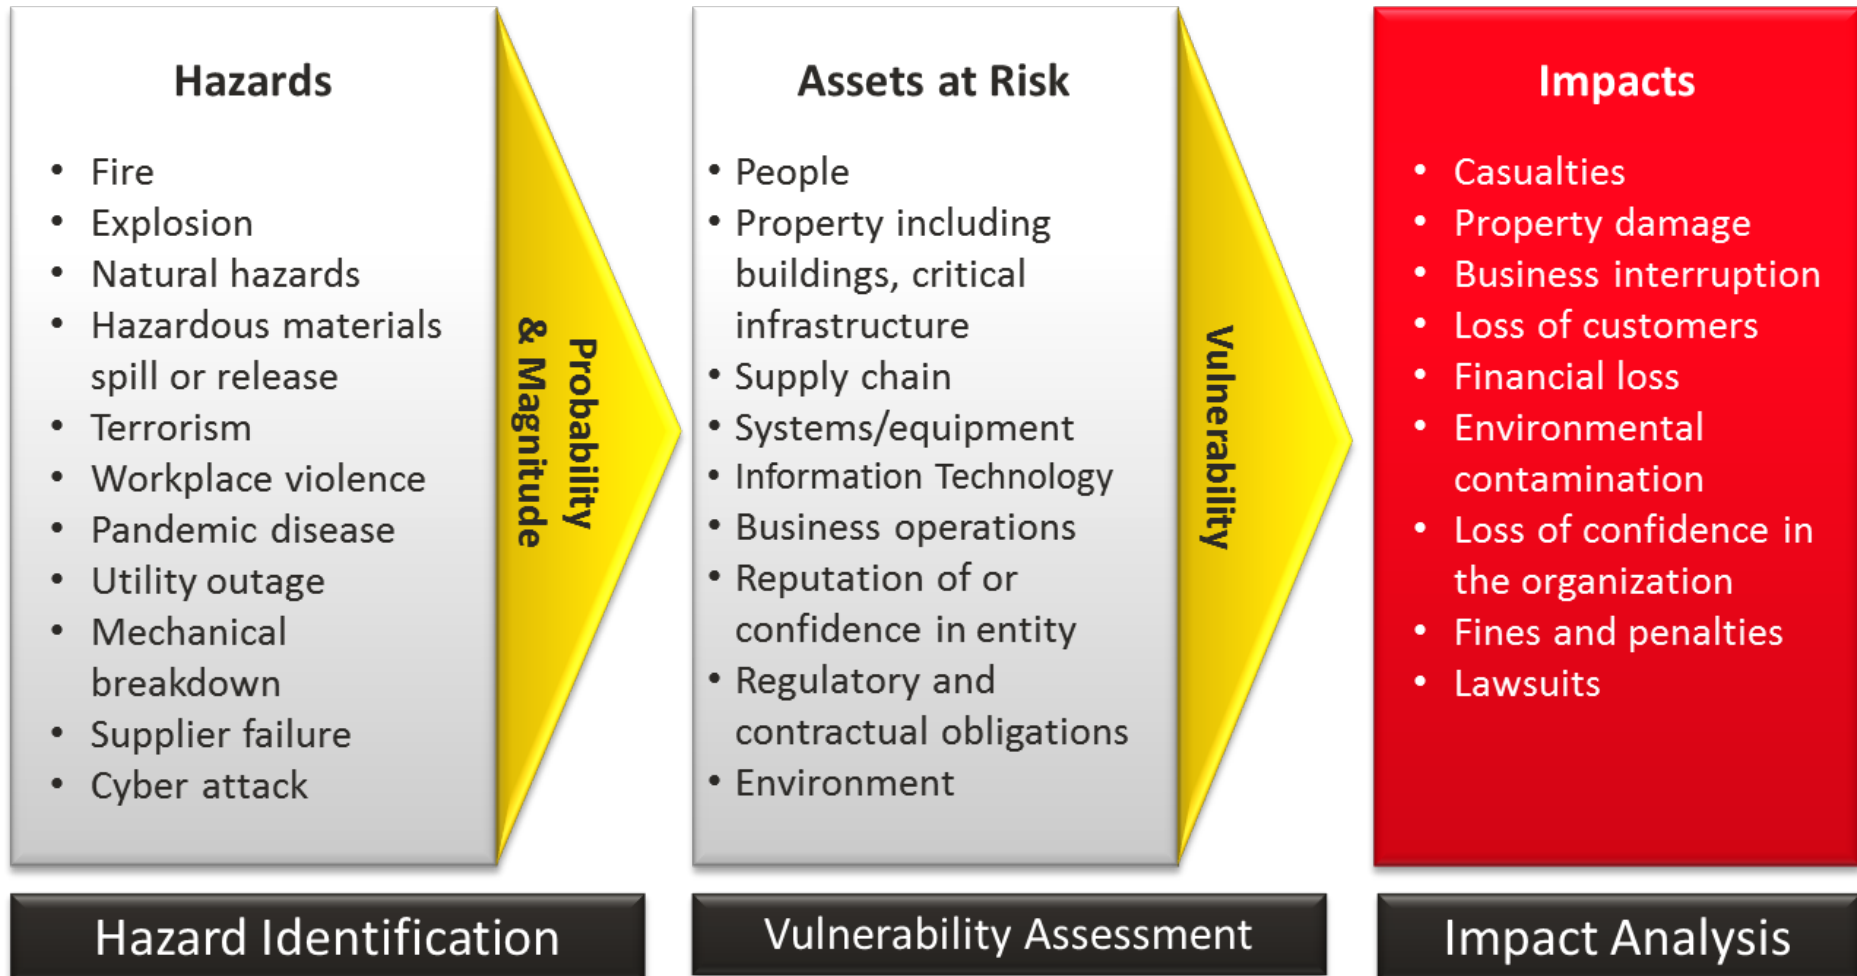 Hazards
• Fire
• Explosion
• Natural hazards
• Hazardous materials
spill or release
• Terrorism
• Workplace violence
• Pandemic disease
• Utility outage
• Mechanical
breakdown
• Supplier failure
• Cyber attack
Probability
& Magnitude
Assets at Risk
• People
• Property including
buildings, critical
infrastructure
• Supply chain
• Systems/equipment
• Information Technology
• Business operations
• Reputation of or
confidence in entity
• Regulatory and
contractual obligations
• Environment
Vulnerability
Impacts
• Casualties
• Property damage
• Business interruption
• Loss of customers
• Financial loss
• Environmental
contamination
• Loss of confidence in
the organization
• Fines and penalties
• Lawsuits
Hazard Identification
Vulnerability Assessment
Impact Analysis